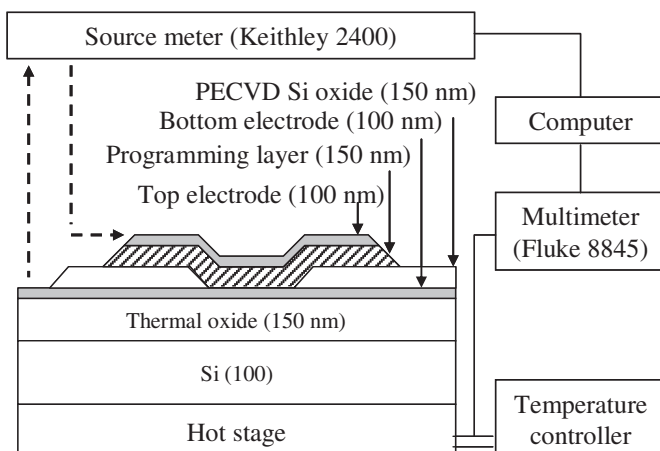 Source meter (Keithley 2400)
PECVD Si oxide (150 nm)
Bottom electrode (100 nm)
Programming layer (150 nm)
Top electrode (100 nm)
Computer
Multimeter
(Fluke 8845)
Thermal oxide (150 nm)
Si (100)
Hot stage
Temperature
controller